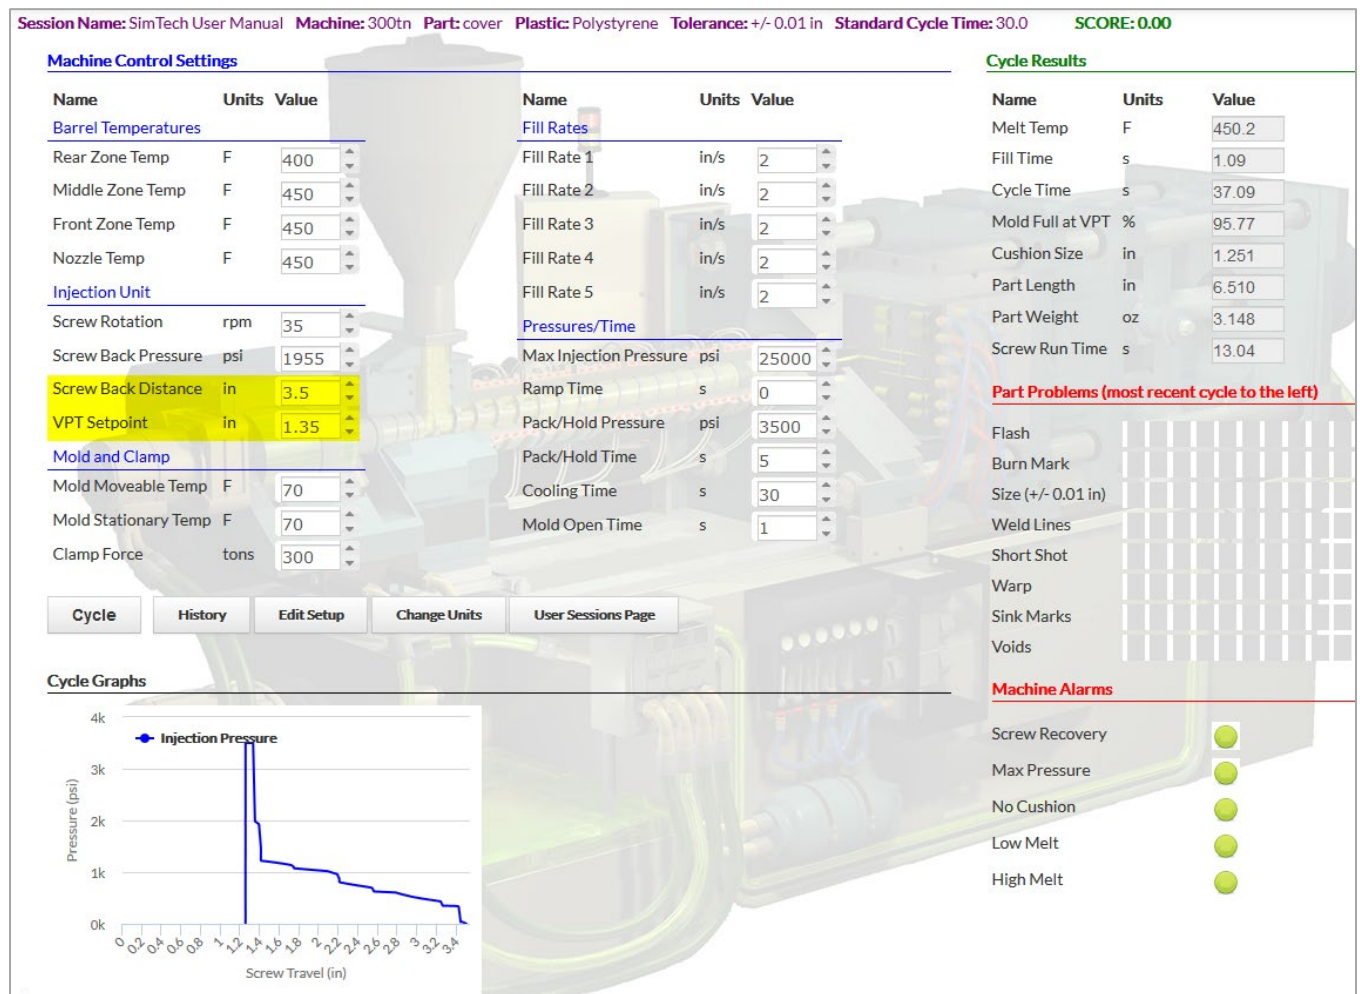 Session Name: SimTech User Manual Machine: 300tn Part: cover Plastic: Polystyrene Tolerance: +/- 0.01 in Standard Cycle Time: 30.0 SCORE: 0.00
Machine Control Settings
Name Units Value
Barrel Temperatures
Rear Zone Temp F 400
Middle Zone Temp F 450
Front Zone Temp F 450
Nozzle Temp F 450
Injection Unit
Screw Rotation rpm 35
Screw Back Pressure psi 1955
Screw Back Distance in 3.5
VPT Setpoint in 1.35
Mold and Clamp
Mold Moveable Temp F 70
Mold Stationary Temp F 70
Clamp Force tons 300
Name Units Value
Fill Rates
Fill Rate 1 in/s 2
Fill Rate 2 in/s 2
Fill Rate 3 in/s 2
Fill Rate 4 in/s 2
Fill Rate 5 in/s 2
Pressures/Time
Max Injection Pressure psi 25000
Ramp Time s 0
Pack/Hold Pressure psi 3500
Pack/Hold Time s 5
Cooling Time s 30
Mold Open Time s 1
Cycle History Edit Setup Change Units User Sessions Page
Cycle Graphs
Injection Pressure
4k
3k
2k
1k
0k
Pressure (psi)
0 0.2 0.4 0.6 0.8 1 1.2 1.4 1.6 1.8 2 2.2 2.4 2.6 2.8 3 3.2 3.4
Screw Travel (in)
Cycle Results
Name Units Value
Melt Temp F 450.2
Fill Time s 1.09
Cycle Time s 37.09
Mold Full at VPT % 95.77
Cushion Size in 1.251
Part Length in 6.510
Part Weight oz 3.148
Screw Run Time s 13.04
Part Problems (most recent cycle to the left)
Flash
Burn Mark
Size (+/- 0.01 in)
Weld Lines
Short Shot
Warp
Sink Marks
Voids
Machine Alarms
Screw Recovery
Max Pressure
No Cushion
Low Melt
High Melt